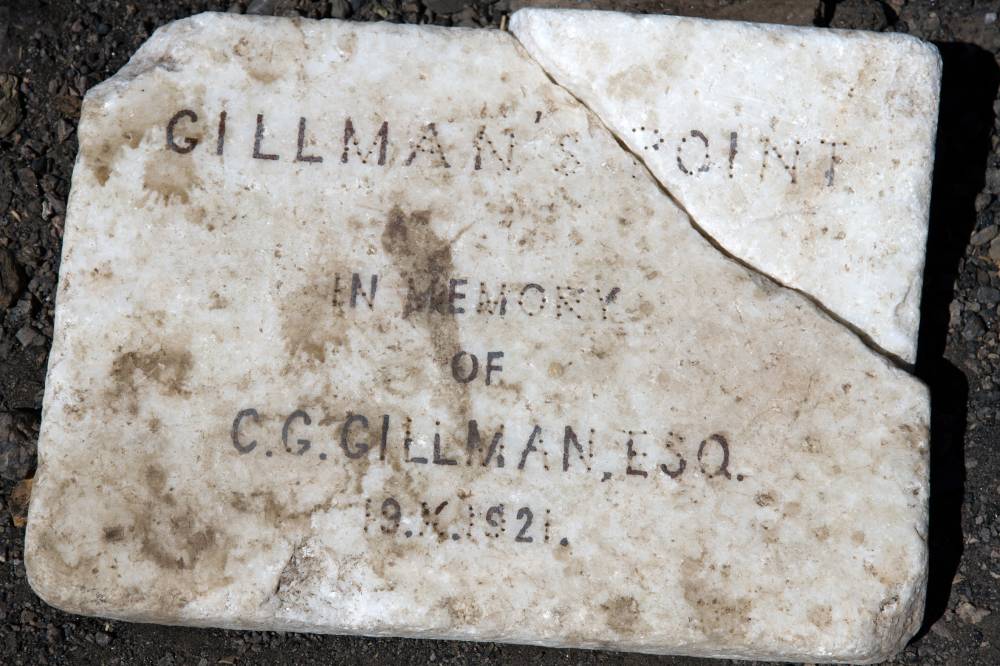 GILLMAN'S POINT
IN MEMORY
OF
C.G.GILLMAN, ESQ.
19.X.1921.